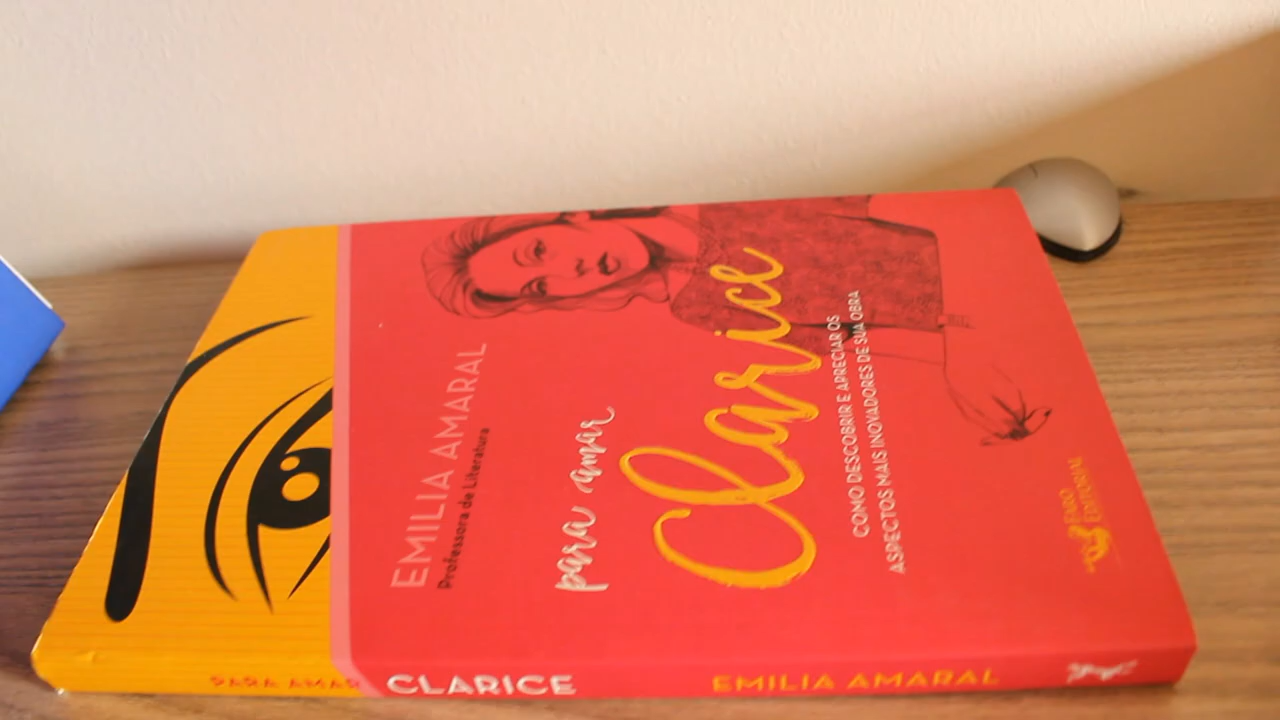 EMILIA AMARAL
Professora de Literatura
para amar
Clarice
COMO DESCOBRIR E APRECIAR OS
ASPECTOS MAIS INOVADORES DE SUA OBRA
FARO
EDITORIAL
PARA AMAR
CLARICE
EMILIA AMARAL